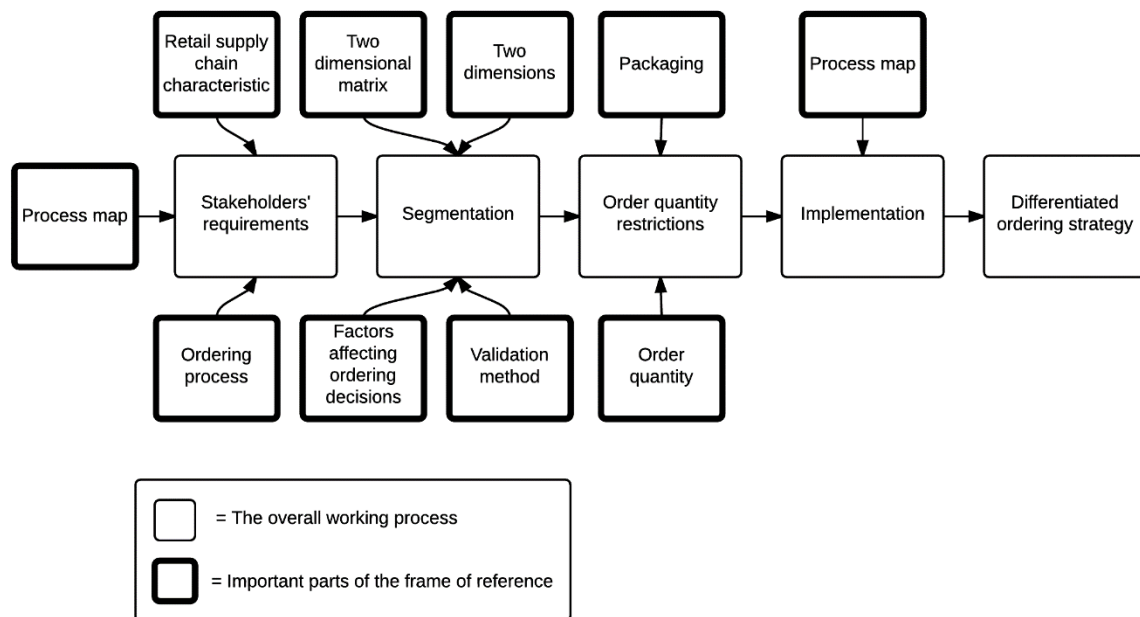 Retail supply
chain
characteristic
Two
dimensional
matrix
Two
dimensions
Packaging
Process map
Process map
Stakeholders'
requirements
Segmentation
Order quantity
restrictions
Implementation
Differentiated
ordering strategy
Ordering
process
Factors
affecting
ordering
decisions
Validation
method
Order
quantity
= The overall working process
= Important parts of the frame of reference